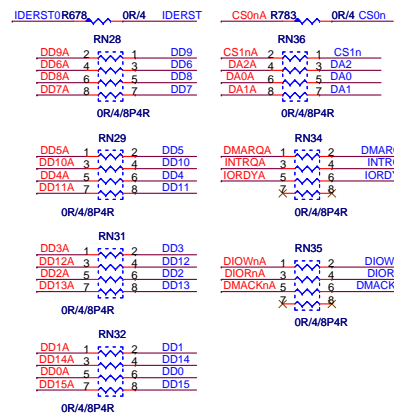 IDERST0 R678 0R/4 IDERST
CS0nA R783 0R/4 CS0n
RN28
DD9A 2 1 DD9
DD6A 4 3 DD6
DD8A 6 5 DD8
DD7A 8 7 DD7
0R/4/8P4R
RN36
CS1nA 2 1 CS1n
DA2A 4 3 DA2
DA0A 6 5 DA0
DA1A 8 7 DA1
0R/4/8P4R
RN29
DD5A 1 2 DD5
DD10A 3 4 DD10
DD4A 5 6 DD4
DD11A 7 8 DD11
0R/4/8P4R
RN34
DMARQA 1 2 DMAR
INTRQA 3 4 INTR
IORDYA 5 6 IORDY
7 8
0R/4/8P4R
RN31
DD3A 1 2 DD3
DD12A 3 4 DD12
DD2A 5 6 DD2
DD13A 7 8 DD13
0R/4/8P4R
RN35
DIOWnA 1 2 DIOW
DIORnA 3 4 DIOR
DMACKnA 5 6 DMACK
7 8
0R/4/8P4R
RN32
DD1A 1 2 DD1
DD14A 3 4 DD14
DD0A 5 6 DD0
DD15A 7 8 DD15
0R/4/8P4R